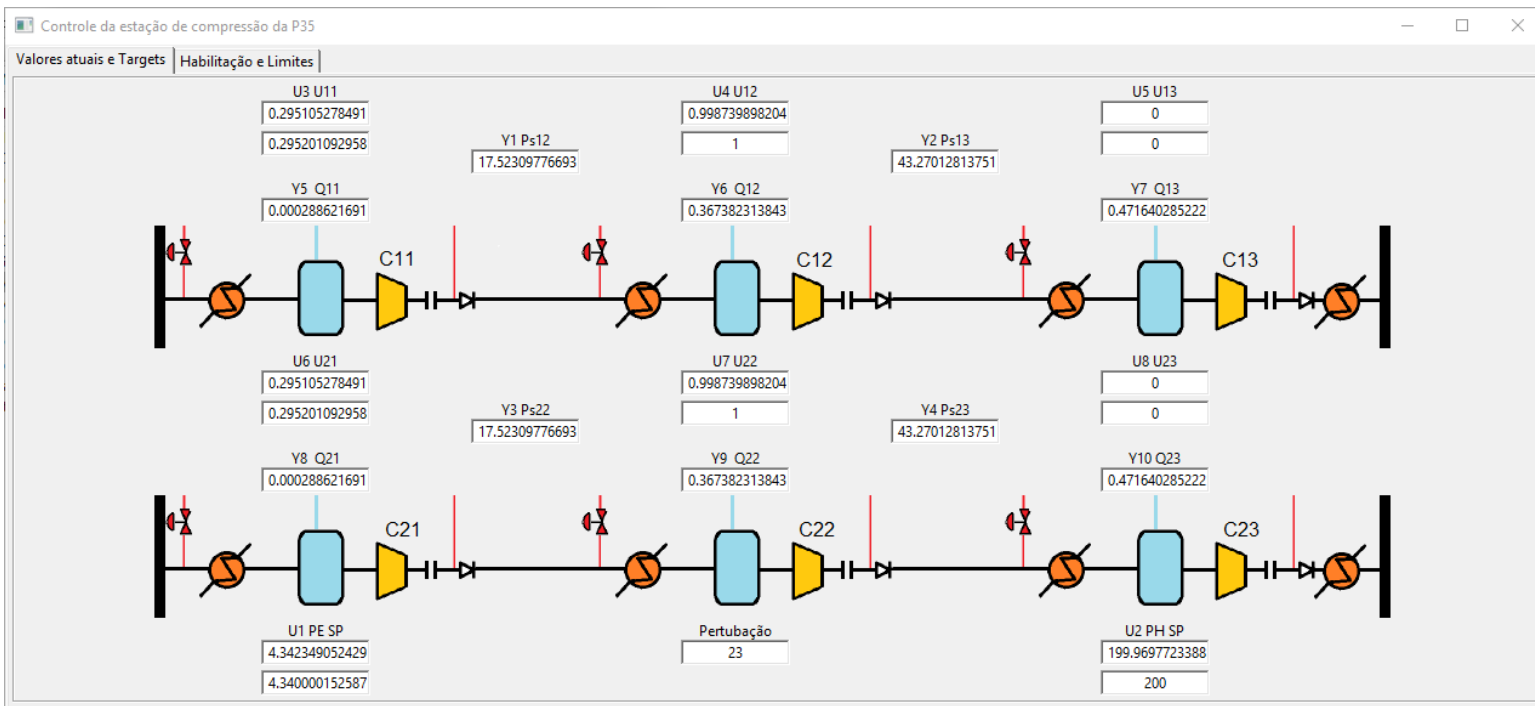 Controle da estação de compressão da P35
Valores atuais e Targets Habilitação e Limites
U3 U11 U4 U12 U5 U13
0.295105278491 0.998739898204 0
0.295201092958 Y1 Ps12 1 Y2 Ps13 0
17.52309776693 43.27012813751
Y5 Q11 Y6 Q12 Y7 Q13
0.000288621691 0.367382313843 0.471640285222
C11 C12 C13
U6 U21 U7 U22 U8 U23
0.295105278491 0.998739898204 0
0.295201092958 Y3 Ps22 1 Y4 Ps23 0
17.52309776693 43.27012813751
Y8 Q21 Y9 Q22 Y10 Q23
0.000288621691 0.367382313843 0.471640285222
C21 C22 C23
U1 PE SP Pertubação U2 PH SP
4.342349052429 23 199.9697723388
4.340000152587 200